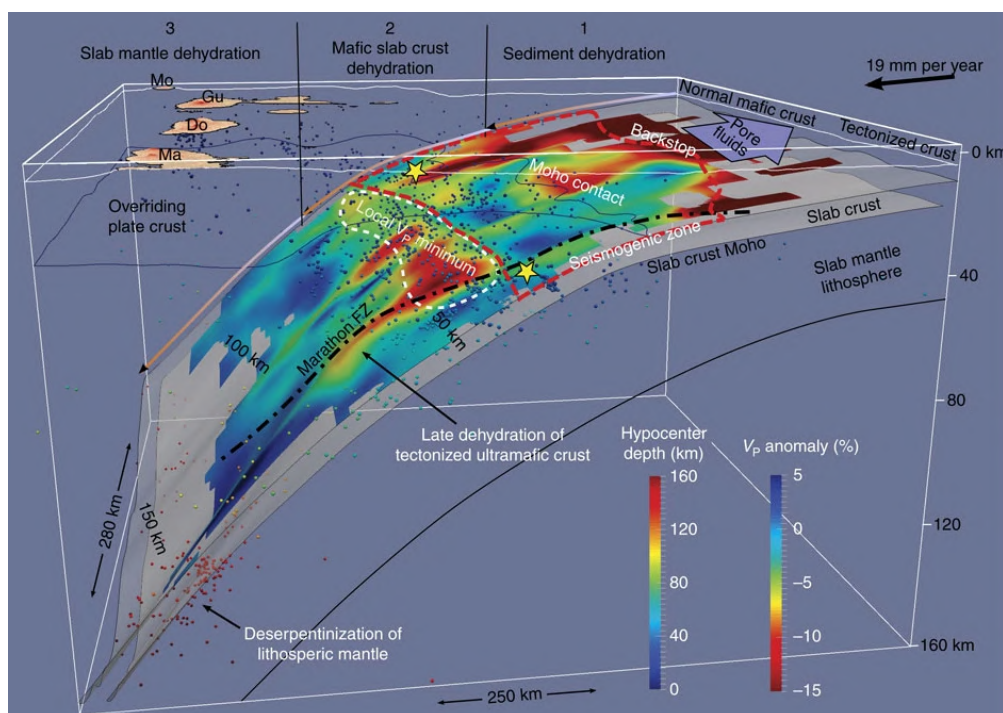 3
Slab mantle dehydration
2
Mafic slab crust
dehydration
1
Sediment dehydration
19 mm per year
Mo
Gu
Do
Ma
Normal mafic crust
Tectonized crust
Pore
fluids
Backstop
0 km
Moho contact
Overriding
plate crust
Local VP minimum
Seismogenic zone
Slab crust
Slab crust Moho
Slab mantle
lithosphere
40
50 km
Marathon FZ
100 km
80
Late dehydration of
tectonized ultramafic crust
Hypocenter
depth (km)
160
120
80
40
0
VP anomaly (%)
5
0
−5
−10
−15
120
280 km
150 km
Deserpentinization of
lithosperic mantle
160 km
250 km